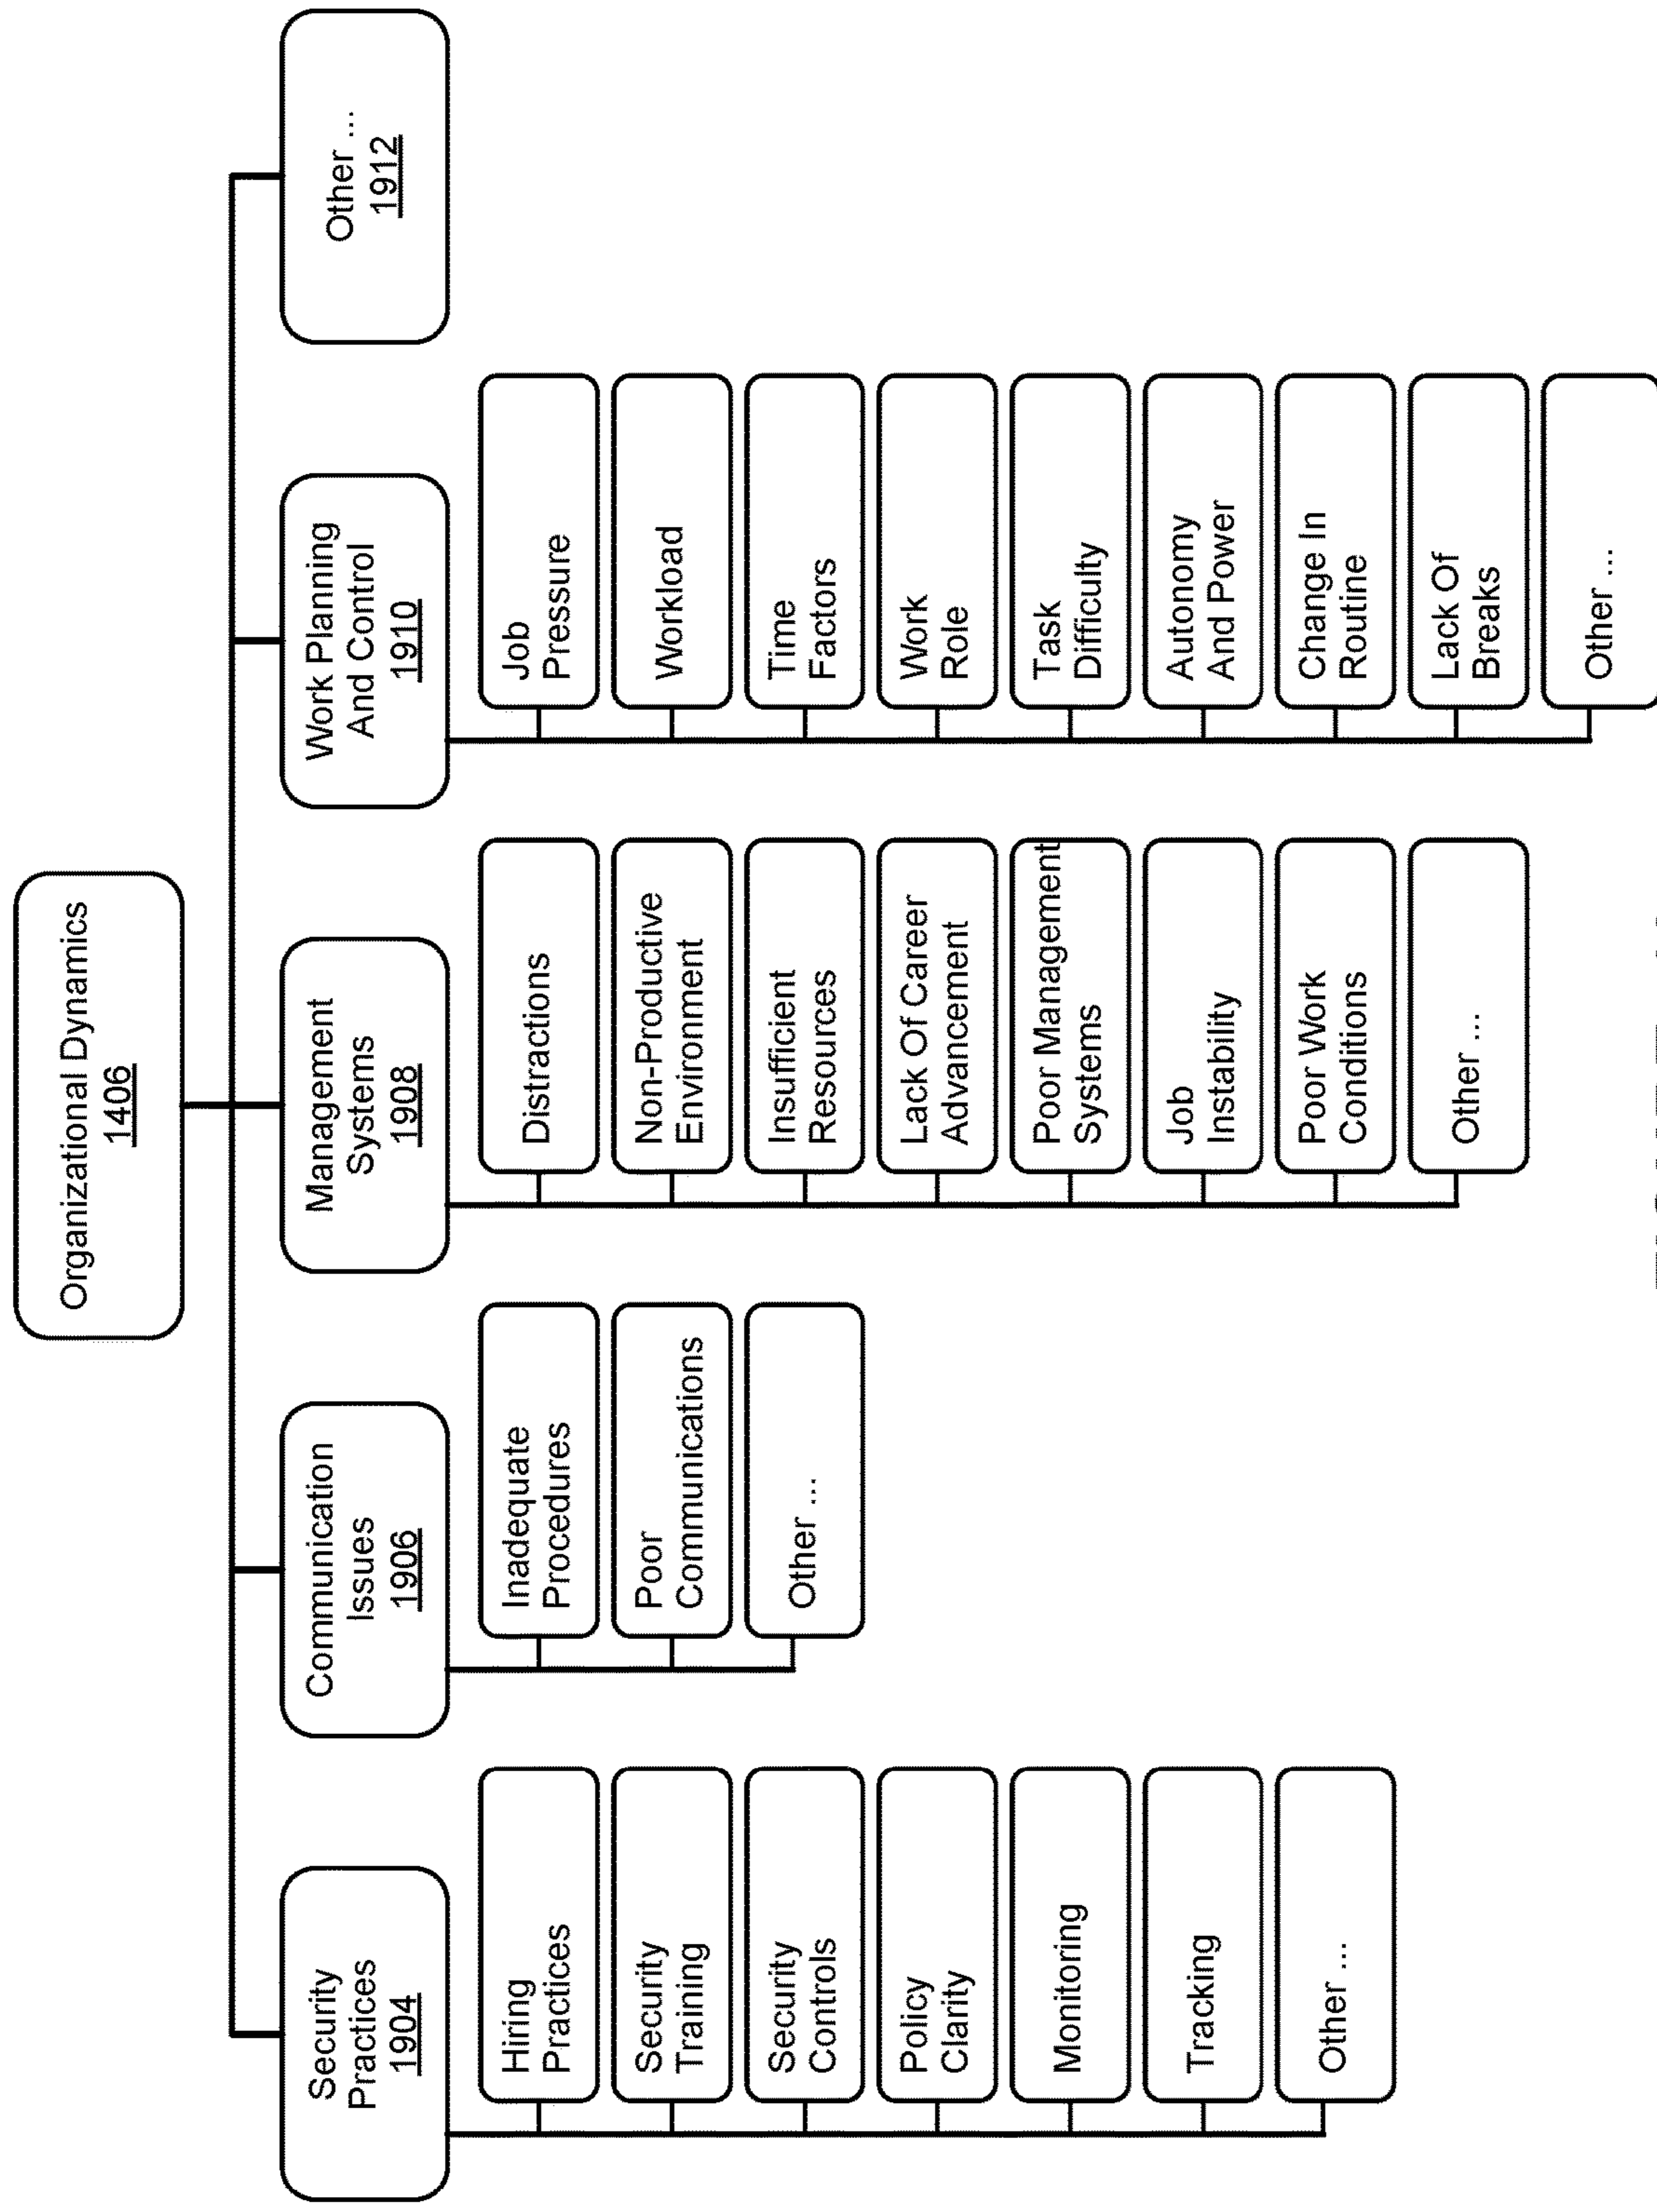 Organizational Dynamics
1406
Security
Practices
1904
Hiring
Practices
Security
Training
Security
Controls
Policy
Clarity
Monitoring
Tracking
Other ...
Communication
Issues
1906
Inadequate
Procedures
Poor
Communications
Other ...
Management
Systems
1908
Distractions
Non-Productive
Environment
Insufficient
Resources
Lack Of Career
Advancement
Poor Management
Systems
Job
Instability
Poor Work
Conditions
Other ...
Work Planning
And Control
1910
Job
Pressure
Workload
Time
Factors
Work
Role
Task
Difficulty
Autonomy
And Power
Change In
Routine
Lack Of
Breaks
Other ...
Other ...
1912